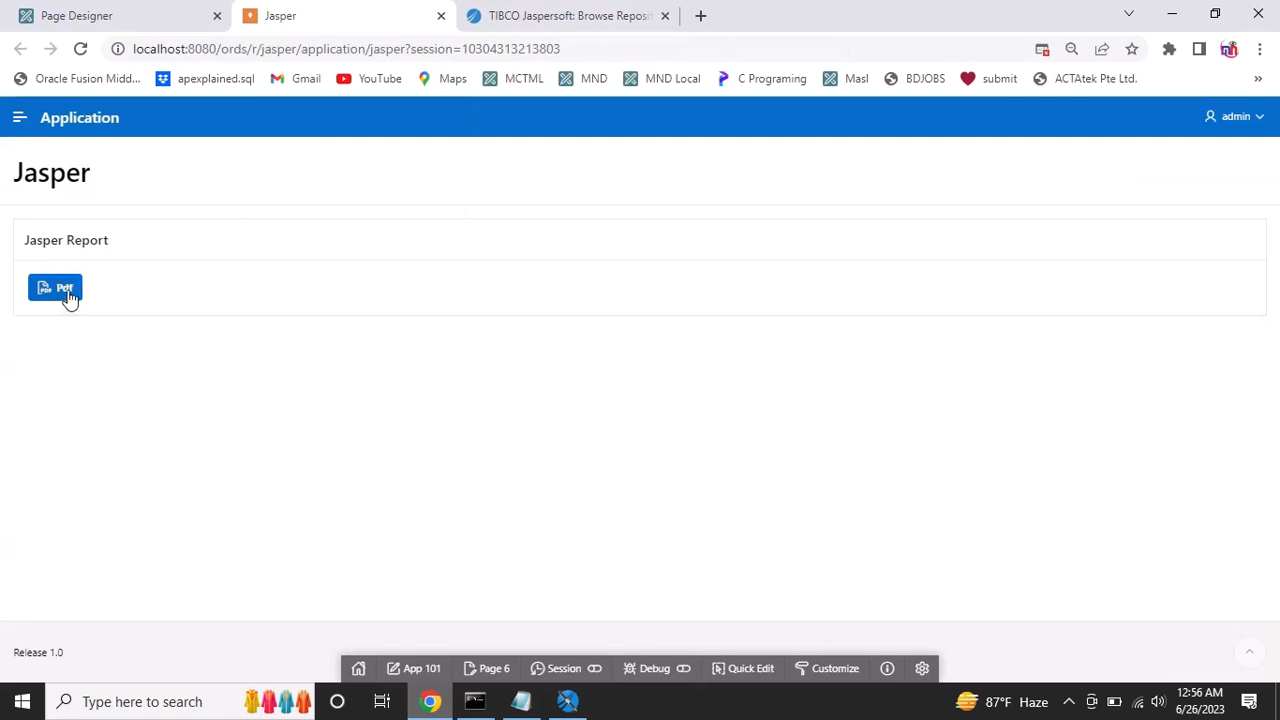 Page Designer
Jasper
TIBCO Jaspersoft: Browse Reposit
localhost:8080/ords/r/jasper/application/jasper?session=10304313213803
Oracle Fusion Midd...
apexplained.sql
Gmail
YouTube
Maps
MCTML
MND
MND Local
C Programing
Masl
BDJOBS
submit
ACTAtek Pte Ltd.
Application
admin
Jasper
Jasper Report
PDF Pdf
Release 1.0
App 101
Page 6
Session
Debug
Quick Edit
Customize
Type here to search
87°F Haze
12:56 AM
6/26/2023